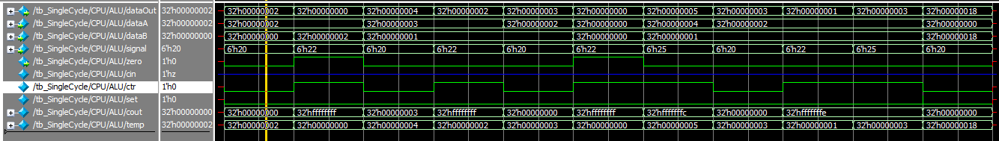 /tb_SingleCycle/CPU/ALU/dataOut 32'h00000002 32'h00000002 32'h00000000 32'h00000004 32'h00000002 32'h00000003 32'h00000000 32'h00000005 32'h00000003 32'h00000001 32'h00000003 32'h00000018
/tb_SingleCycle/CPU/ALU/dataA 32'h00000002 32'h00000002 32'h00000003 32'h00000002 32'h00000003 32'h00000004 32'h00000002 32'h00000000
/tb_SingleCycle/CPU/ALU/dataB 32'h00000000 32'h00000000 32'h00000002 32'h00000001 32'h00000000 32'h00000001 32'h00000018
/tb_SingleCycle/CPU/ALU/signal 6'h20 6'h20 6'h22 6'h20 6'h22 6'h20 6'h22 6'h25 6'h20 6'h22 6'h25 6'h20
/tb_SingleCycle/CPU/ALU/zero 1'h0
/tb_SingleCycle/CPU/ALU/cin 1'hz
/tb_SingleCycle/CPU/ALU/ctr 1'h0
/tb_SingleCycle/CPU/ALU/set 1'h0
/tb_SingleCycle/CPU/ALU/cout 32'h00000000 32'h00000000 32'hffffffff 32'h00000003 32'hffffffff 32'h00000000 32'hffffffff 32'hfffffffc 32'h00000000 32'hfffffffe 32'h00000000
/tb_SingleCycle/CPU/ALU/temp 32'h00000002 32'h00000002 32'h00000000 32'h00000004 32'h00000002 32'h00000003 32'h00000000 32'h00000005 32'h00000003 32'h00000001 32'h00000003 32'h00000018